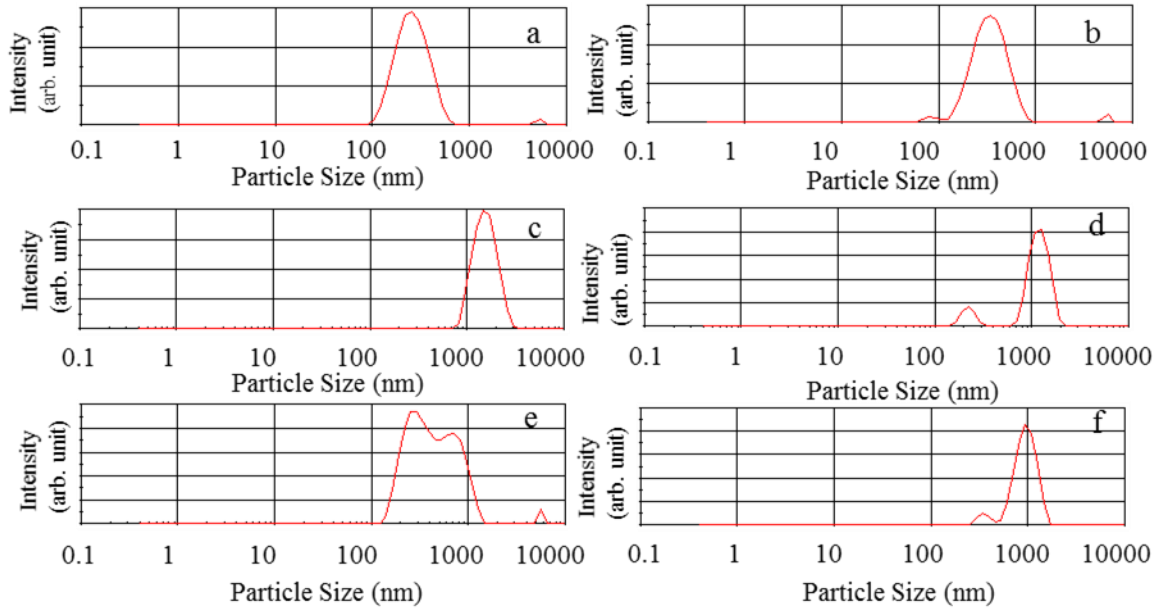 Intensity
(arb. unit)
a
0.1 1 10 100 1000 10000
Particle Size (nm)
Intensity
(arb. unit)
b
0.1 1 10 100 1000 10000
Particle Size (nm)
Intensity
(arb. unit)
c
0.1 1 10 100 1000 10000
Particle Size (nm)
Intensity
(arb. unit)
d
0.1 1 10 100 1000 10000
Particle Size (nm)
Intensity
(arb. unit)
e
0.1 1 10 100 1000 10000
Particle Size (nm)
Intensity
(arb. unit)
f
0.1 1 10 100 1000 10000
Particle Size (nm)